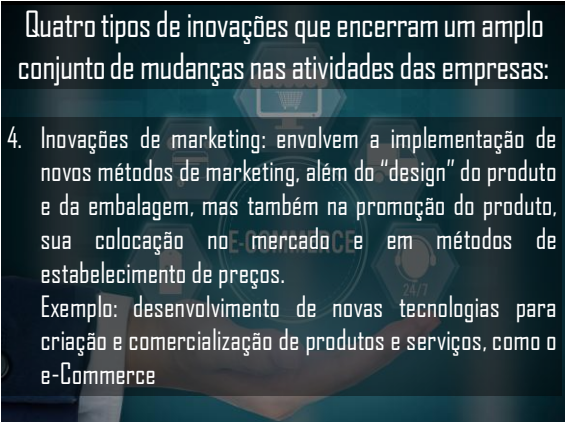 Quatro tipos de inovações que encerram um amplo
conjunto de mudanças nas atividades das empresas:
4. Inovações de marketing: envolvem a implementação de
novos métodos de marketing, além do “design” do produto
e da embalagem, mas também na promoção do produto,
sua colocação no mercado e em métodos de
estabelecimento de preços.
Exemplo: desenvolvimento de novas tecnologias para
criação e comercialização de produtos e serviços, como o
e-Commerce
E-COMMERCE
24/7